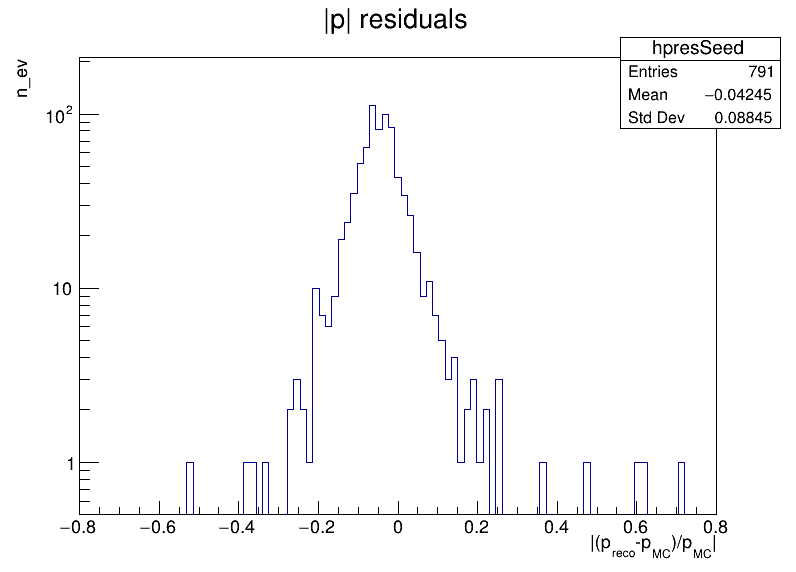 |p| residuals
n_ev
hpresSeed
Entries 791
Mean −0.04245
Std Dev 0.08845
10²
10
1
−0.8 −0.6 −0.4 −0.2 0 0.2 0.4 0.6 0.8
|(p_reco-p_MC)/p_MC|